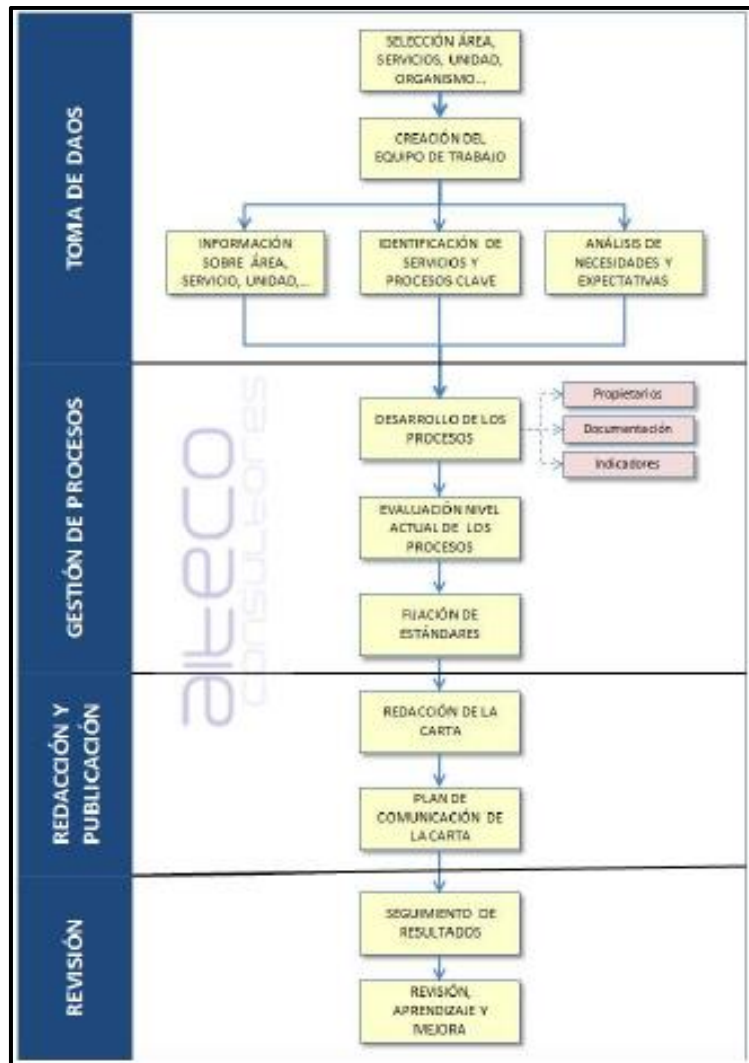 TOMA DE DAOS
SELECCIÓN ÁREA,
SERVICIOS, UNIDAD,
ORGANISMO...
CREACIÓN DEL
EQUIPO DE TRABAJO
INFORMACIÓN
SOBRE ÁREA,
SERVICIO, UNIDAD,...
IDENTIFICACIÓN DE
SERVICIOS Y
PROCESOS CLAVE
ANÁLISIS DE
NECESIDADES Y
EXPECTATIVAS
GESTIÓN DE PROCESOS
DESARROLLO DE LOS
PROCESOS
Propietarios
Documentación
Indicadores
EVALUACIÓN NIVEL
ACTUAL DE LOS
PROCESOS
FIJACIÓN DE
ESTÁNDARES
aiteco
consultores
REDACCIÓN Y
PUBLICACIÓN
REDACCIÓN DE LA
CARTA
PLAN DE
COMUNICACIÓN DE
LA CARTA
REVISIÓN
SEGUIMIENTO DE
RESULTADOS
REVISIÓN,
APRENDIZAJE Y
MEJORA